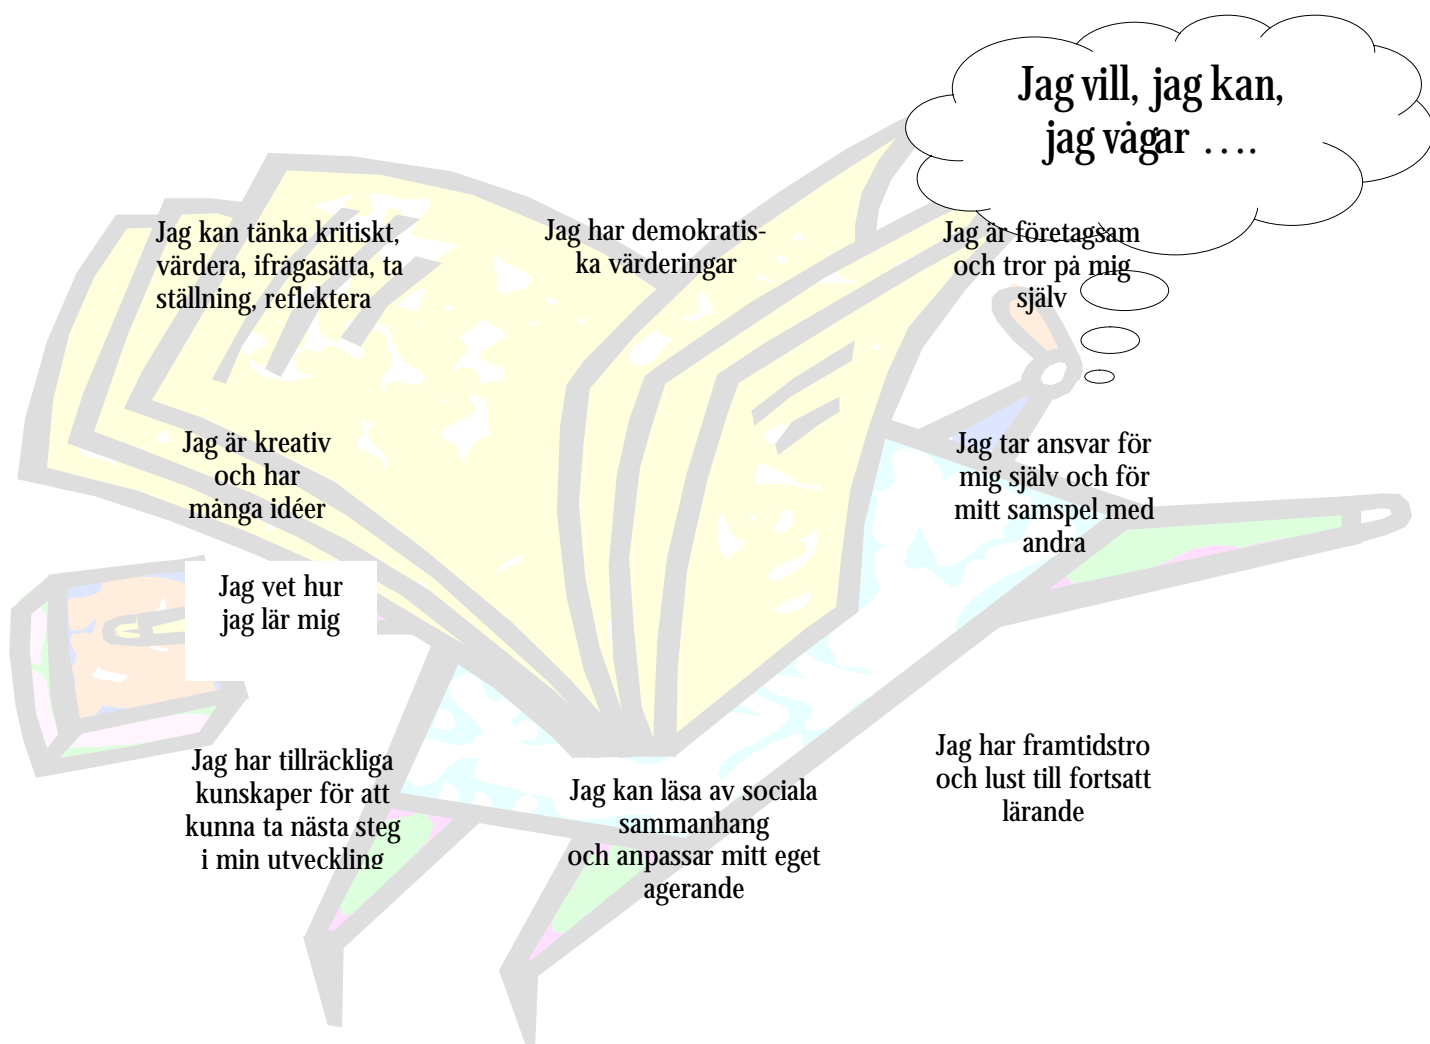 Jag vill, jag kan,
jag vågar ….
Jag kan tänka kritiskt,
värdera, ifrågasätta, ta
ställning, reflektera
Jag har demokratis-
ka värderingar
Jag är företagsam
och tror på mig
själv
Jag är kreativ
och har
många idéer
Jag tar ansvar för
mig själv och för
mitt samspel med
andra
Jag vet hur
jag lär mig
Jag har tillräckliga
kunskaper för att
kunna ta nästa steg
i min utveckling
Jag kan läsa av sociala
sammanhang
och anpassar mitt eget
agerande
Jag har framtidstro
och lust till fortsatt
lärande